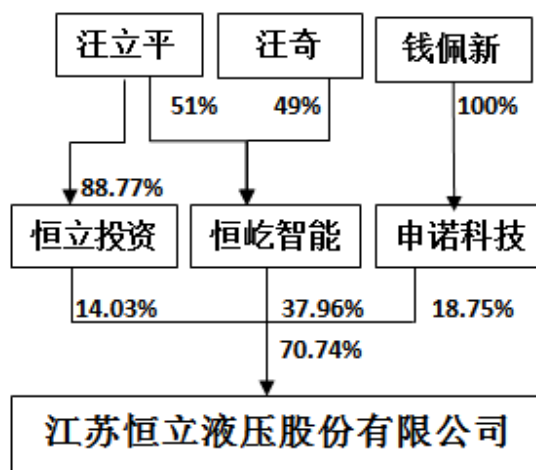 汪立平
汪奇
钱佩新
51%
49%
100%
88.77%
恒立投资
恒屹智能
申诺科技
14.03%
37.96%
18.75%
70.74%
江苏恒立液压股份有限公司